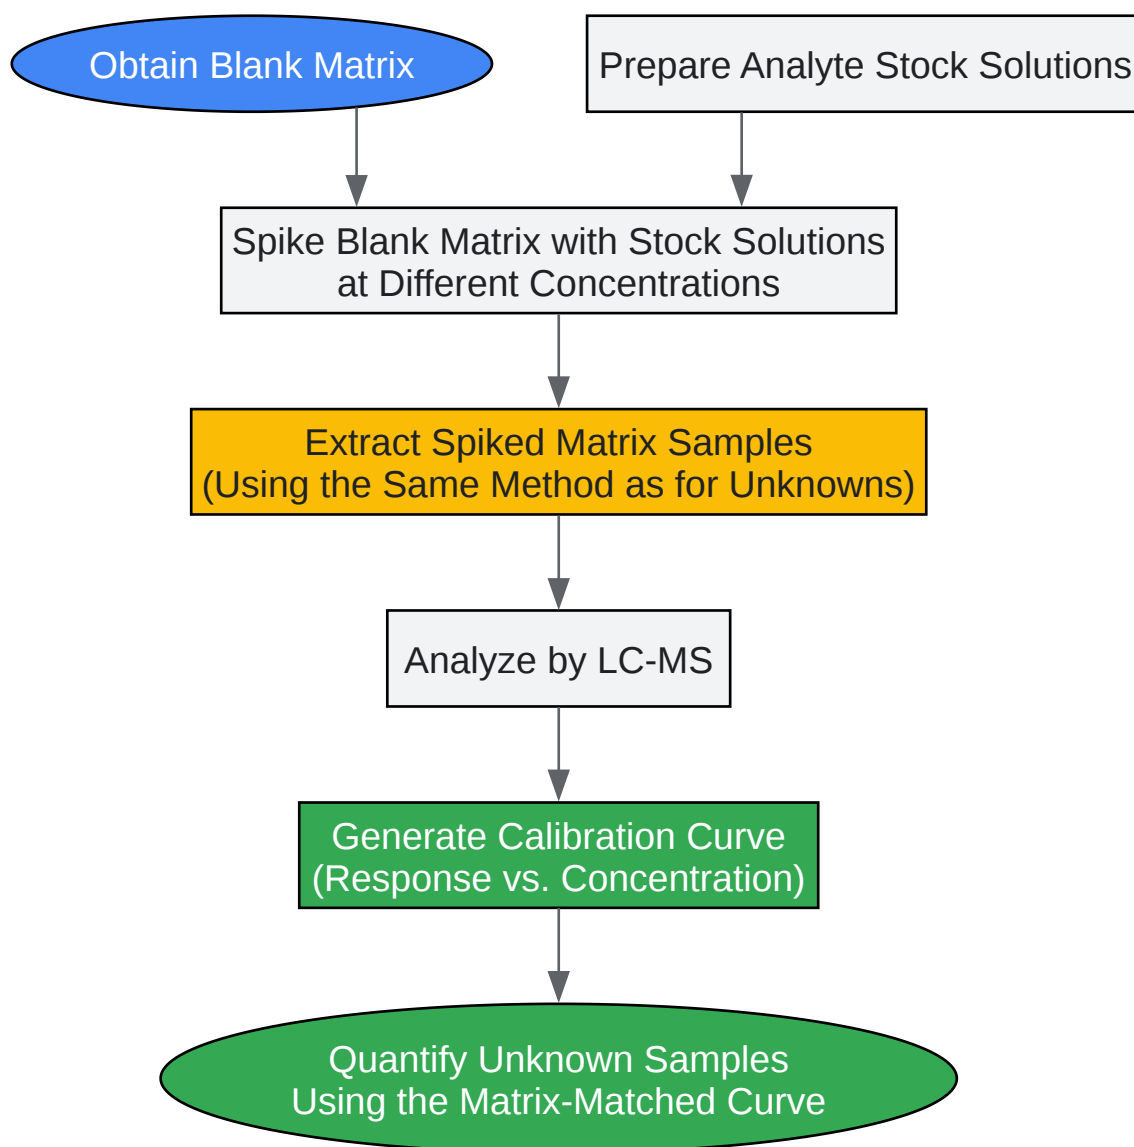 Obtain Blank Matrix
Prepare Analyte Stock Solutions
Spike Blank Matrix with Stock Solutions
at Different Concentrations
Extract Spiked Matrix Samples
(Using the Same Method as for Unknowns)
Analyze by LC-MS
Generate Calibration Curve
(Response vs. Concentration)
Quantify Unknown Samples
Using the Matrix-Matched Curve